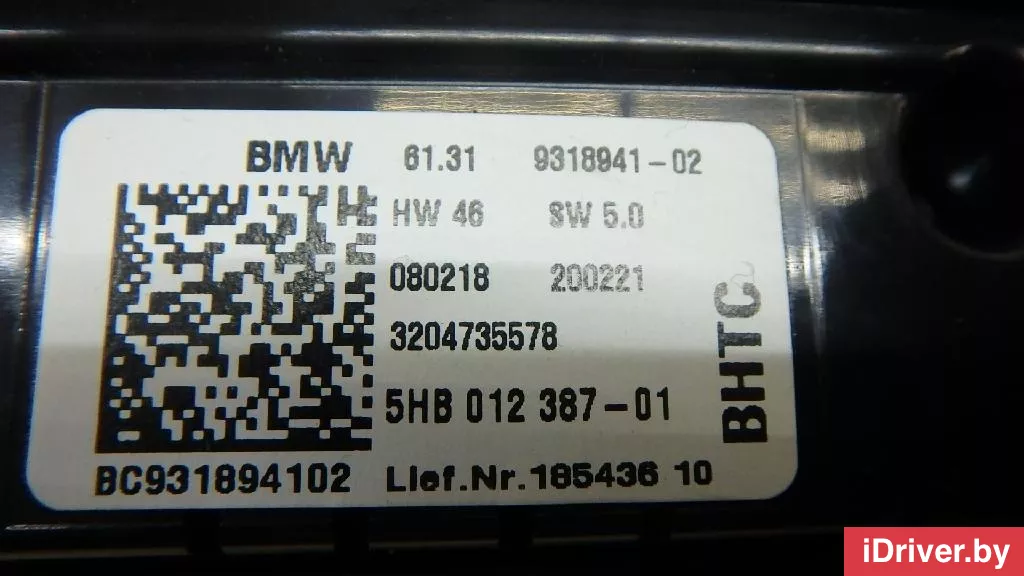 BMW 61.31 9318941-02
HW 46 SW 5.0
080218 200221
3204735578
5HB 012 387-01
BC931894102 Lief.Nr.185436 10
BHTC
iDriver.by